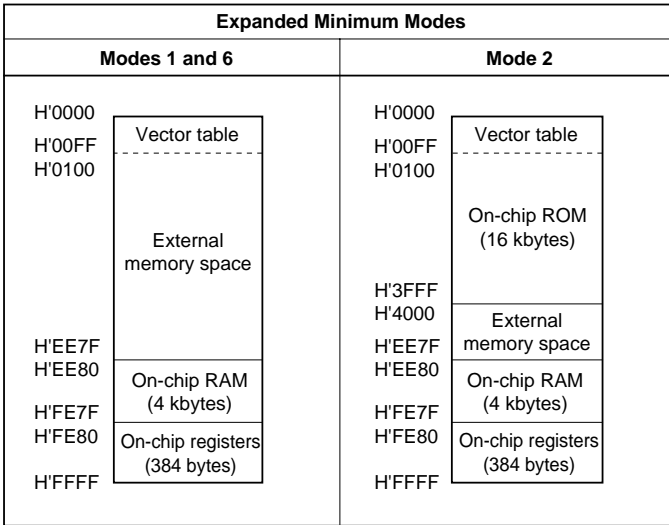 Expanded Minimum Modes
Modes 1 and 6
Mode 2
H'0000
Vector table
H'00FF
H'0100
External
memory space
H'EE7F
H'EE80
On-chip RAM
(4 kbytes)
H'FE7F
H'FE80
On-chip registers
(384 bytes)
H'FFFF
H'0000
Vector table
H'00FF
H'0100
On-chip ROM
(16 kbytes)
H'3FFF
H'4000
External
memory space
H'EE7F
H'EE80
On-chip RAM
(4 kbytes)
H'FE7F
H'FE80
On-chip registers
(384 bytes)
H'FFFF